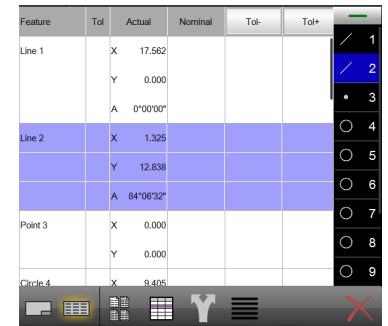 Feature Tol Actual Nominal Tol- Tol+
Line 1 X 17.562 1
Y 0.000 2
A 0°00'00" 3
Line 2 X 1.325 4
Y 12.838 5
A 84°06'32" 6
Point 3 X 0.000 7
Y 0.000 8
Circle 4 X 9.405 9